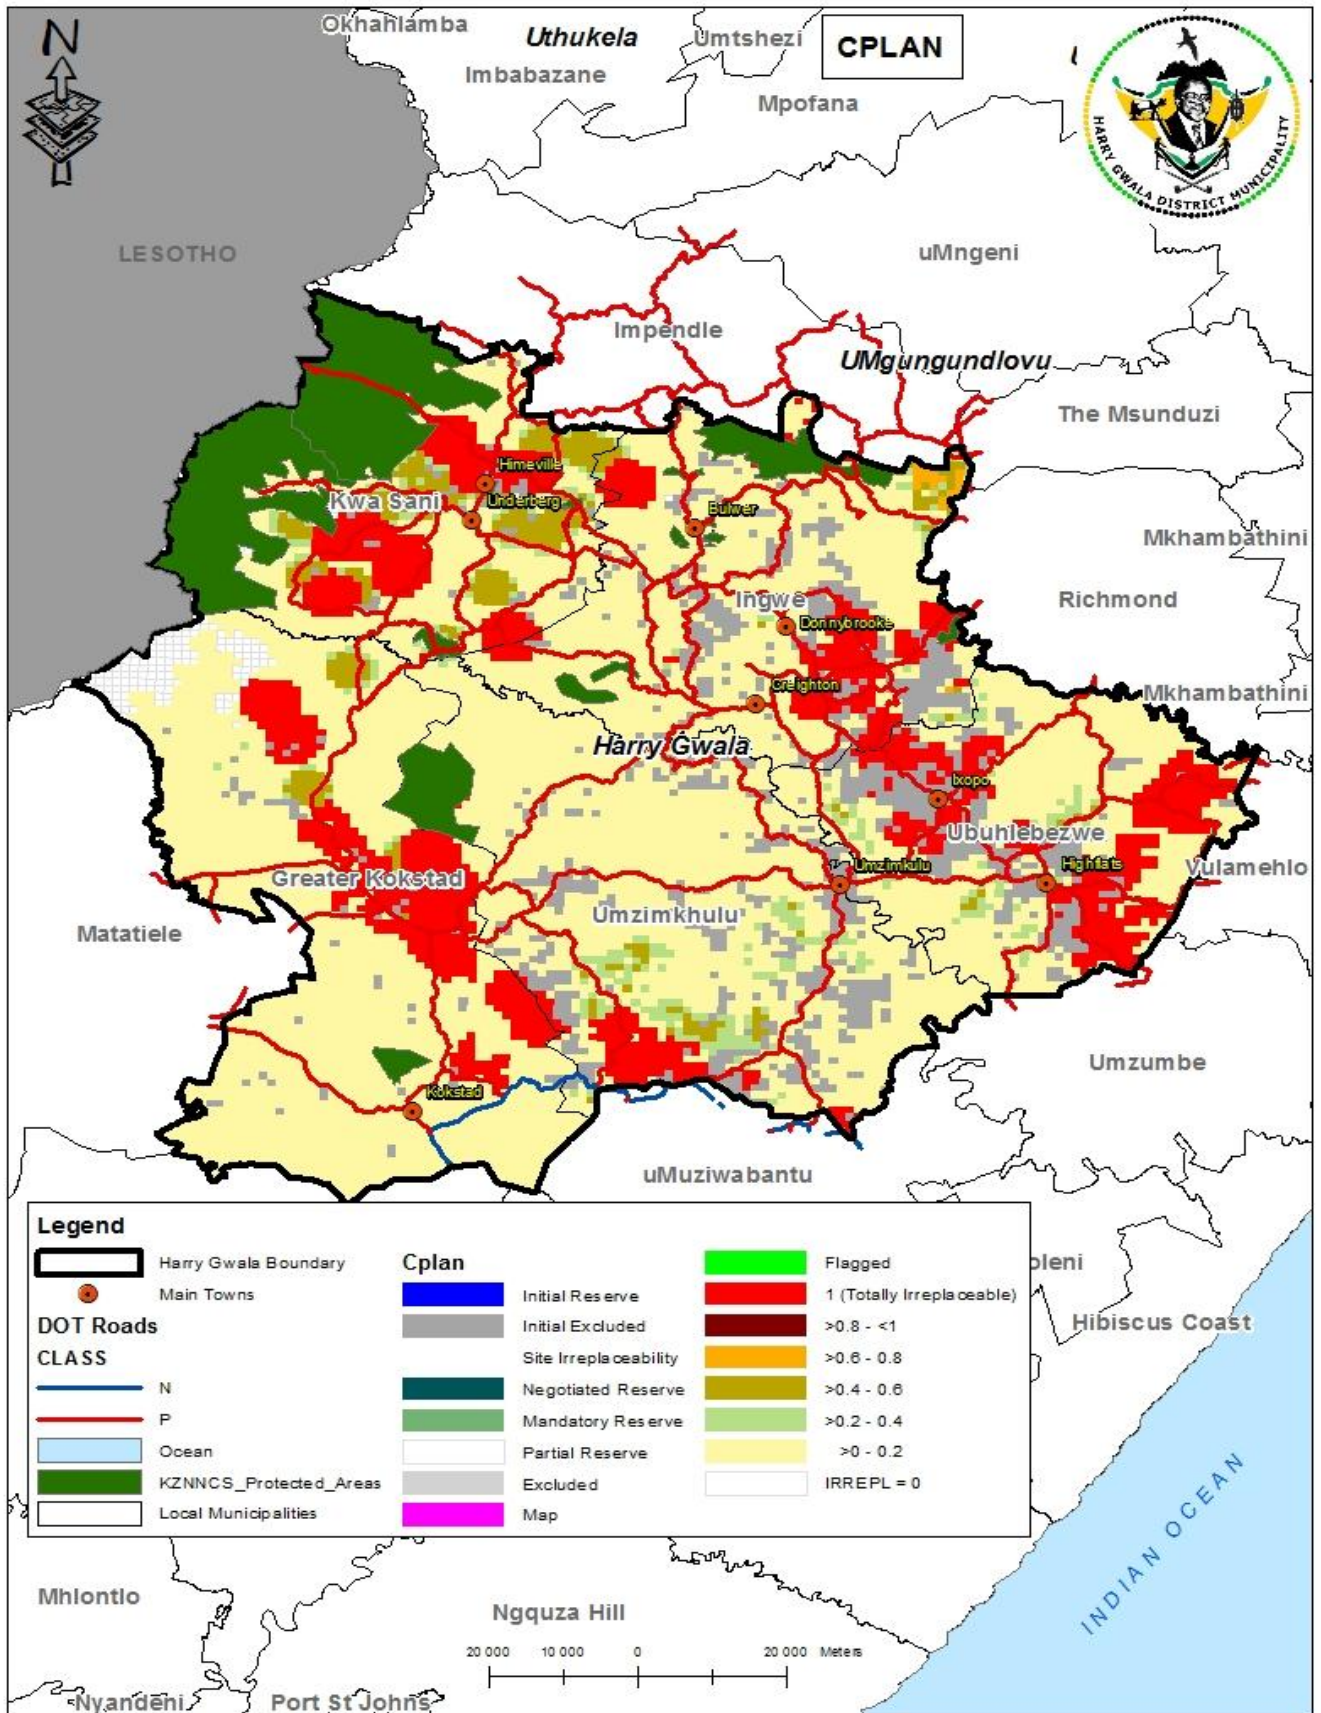 N
Okhahlamba
Uthukela
Umtshezi
CPLAN
Imbabazane
Mpofana
HARRY GWALA DISTRICT MUNICIPALITY
LESOTHO
uMngeni
Impendle
UMgungundlovu
The Msunduzi
Himeville
Kwa Sani
Underberg
Bulwer
Mkhambathini
Ingwe
Richmond
Donnybrooke
Creighton
Mkhambathini
Harry Gwala
Ixopo
Ubuhlebezwe
Umzimkulu
Highflats
Vulamehlo
Greater Kokstad
Umzimkhulu
Matatiele
Umzumbe
Kokstad
uMuziwabantu
Legend
Harry Gwala Boundary
Main Towns
DOT Roads
CLASS
N
P
Ocean
KZNNCS_Protected_Areas
Local Municipalities
Cplan
Initial Reserve
Initial Excluded
Site Irreplaceability
Negotiated Reserve
Mandatory Reserve
Partial Reserve
Excluded
Map
Flagged
1 (Totally Irreplaceable)
>0.8 - <1
>0.6 - 0.8
>0.4 - 0.6
>0.2 - 0.4
>0 - 0.2
IRREPL = 0
oleni
Hibiscus Coast
INDIAN OCEAN
Mhlontlo
Ngquza Hill
20 000 10 000 0 20 000 Meters
Nyandeni
Port St Johns